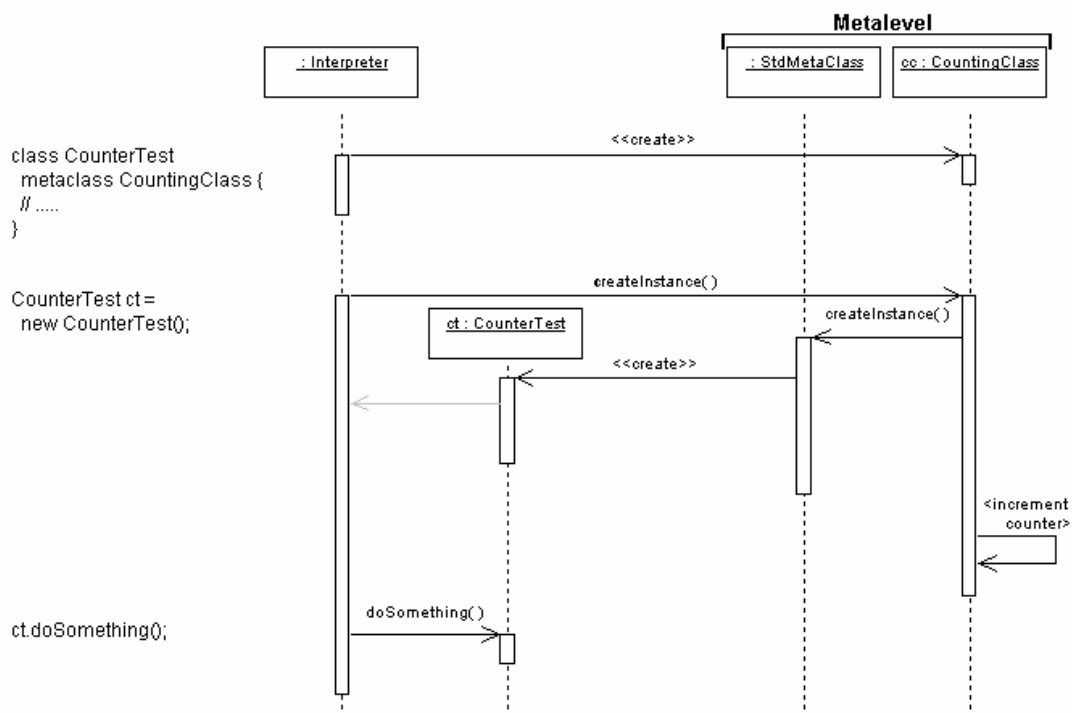 Metalevel
: Interpreter
: StdMetaClass
cc : CountingClass
<<create>>
class CounterTest
metaclass CountingClass {
// .....
}
createInstance()
CounterTest ct =
new CounterTest();
ct : CounterTest
createInstance()
<<create>>
<increment
counter>
doSomething()
ct.doSomething();